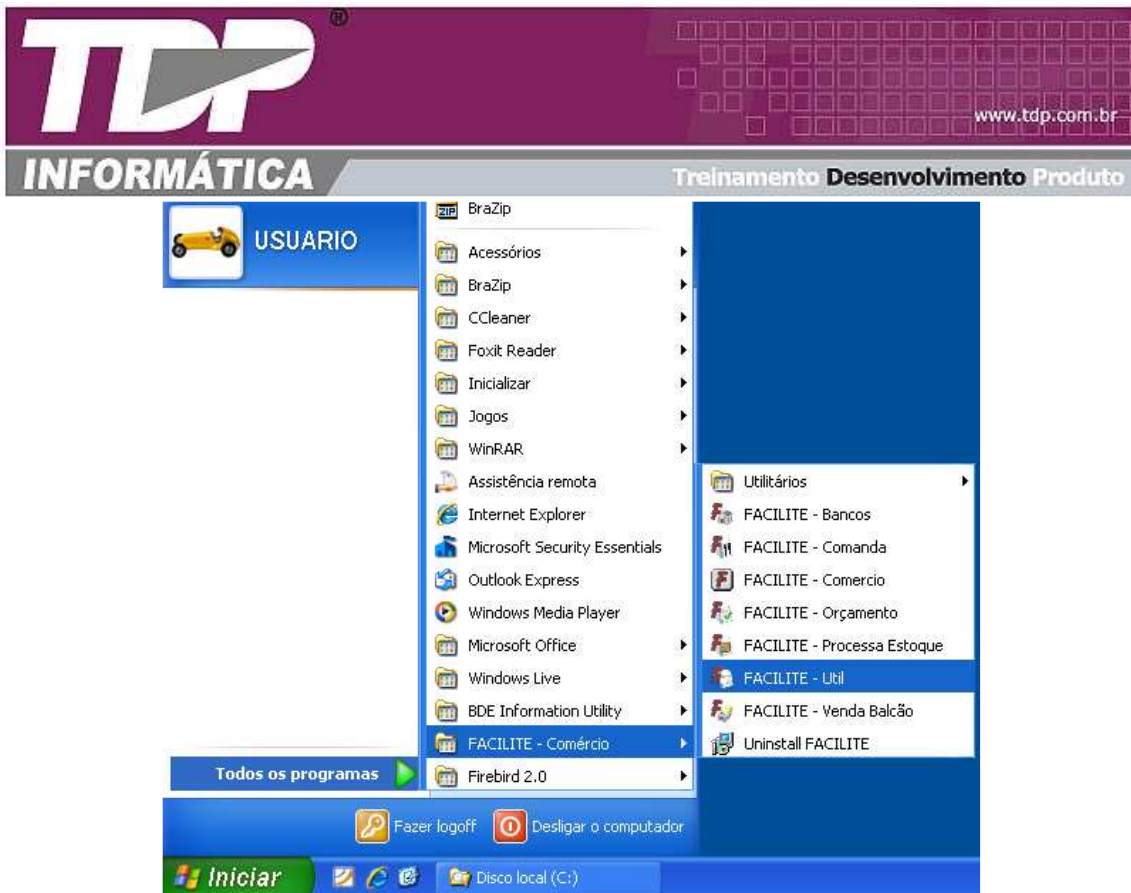 TDP®
www.tdp.com.br
INFORMÁTICA
Treinamento Desenvolvimento Produto
USUARIO
ZIP BraZip
Acessórios
BraZip
CCleaner
Foxit Reader
Inicializar
Jogos
WinRAR
Assistência remota
Internet Explorer
Microsoft Security Essentials
Outlook Express
Windows Media Player
Microsoft Office
Windows Live
BDE Information Utility
FACILITE - Comércio
Firebird 2.0
Utilitários
FACILITE - Bancos
FACILITE - Comanda
FACILITE - Comercio
FACILITE - Orçamento
FACILITE - Processa Estoque
FACILITE - Util
FACILITE - Venda Balcão
Uninstall FACILITE
Todos os programas
Fazer logoff
Desligar o computador
Iniciar
Disco local (C:)